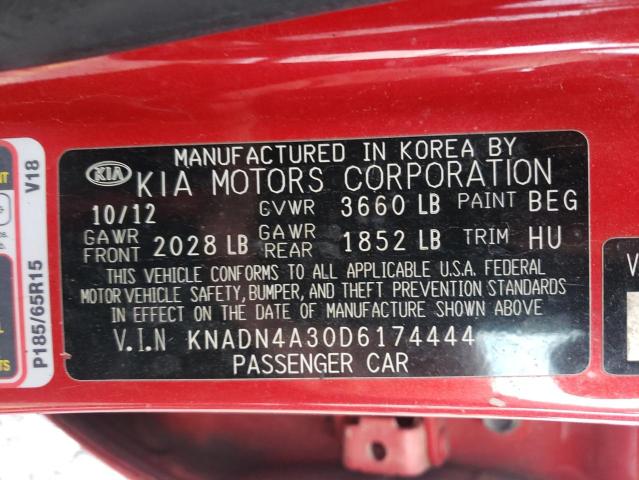 MANUFACTURED IN KOREA BY
KIA KIA MOTORS CORPORATION
10/12 GVWR 3660 LB PAINT BEG
GAWR FRONT 2028 LB GAWR REAR 1852 LB TRIM HU
THIS VEHICLE CONFORMS TO ALL APPLICABLE U.S.A. FEDERAL
MOTOR VEHICLE SAFETY, BUMPER, AND THEFT PREVENTION STANDARDS
IN EFFECT ON THE DATE OF MANUFACTURE SHOWN ABOVE
V.I.N KNADN4A30D6174444
PASSENGER CAR
P185/65R15 V18
V